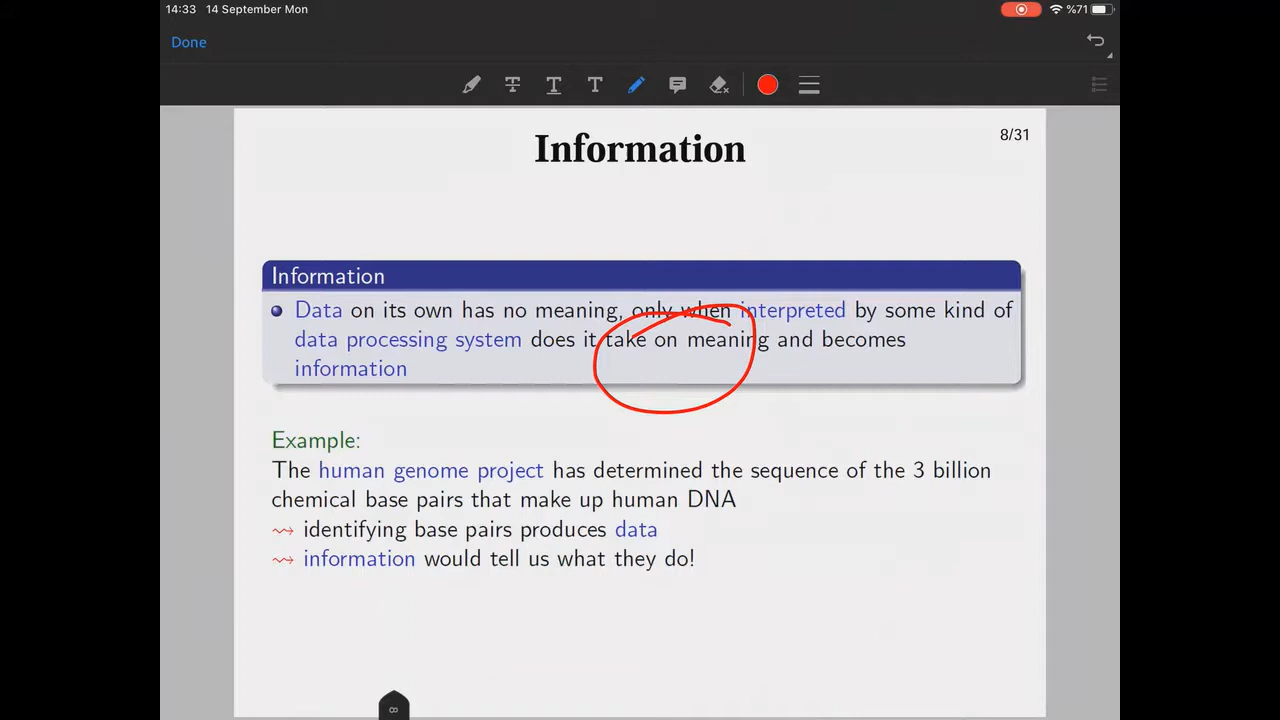 14:33 14 September Mon
%71
Done
T T T
Information
8/31
Information
Data on its own has no meaning, only when interpreted by some kind of
data processing system does it take on meaning and becomes
information
Example:
The human genome project has determined the sequence of the 3 billion
chemical base pairs that make up human DNA
⇝ identifying base pairs produces data
⇝ information would tell us what they do!
8